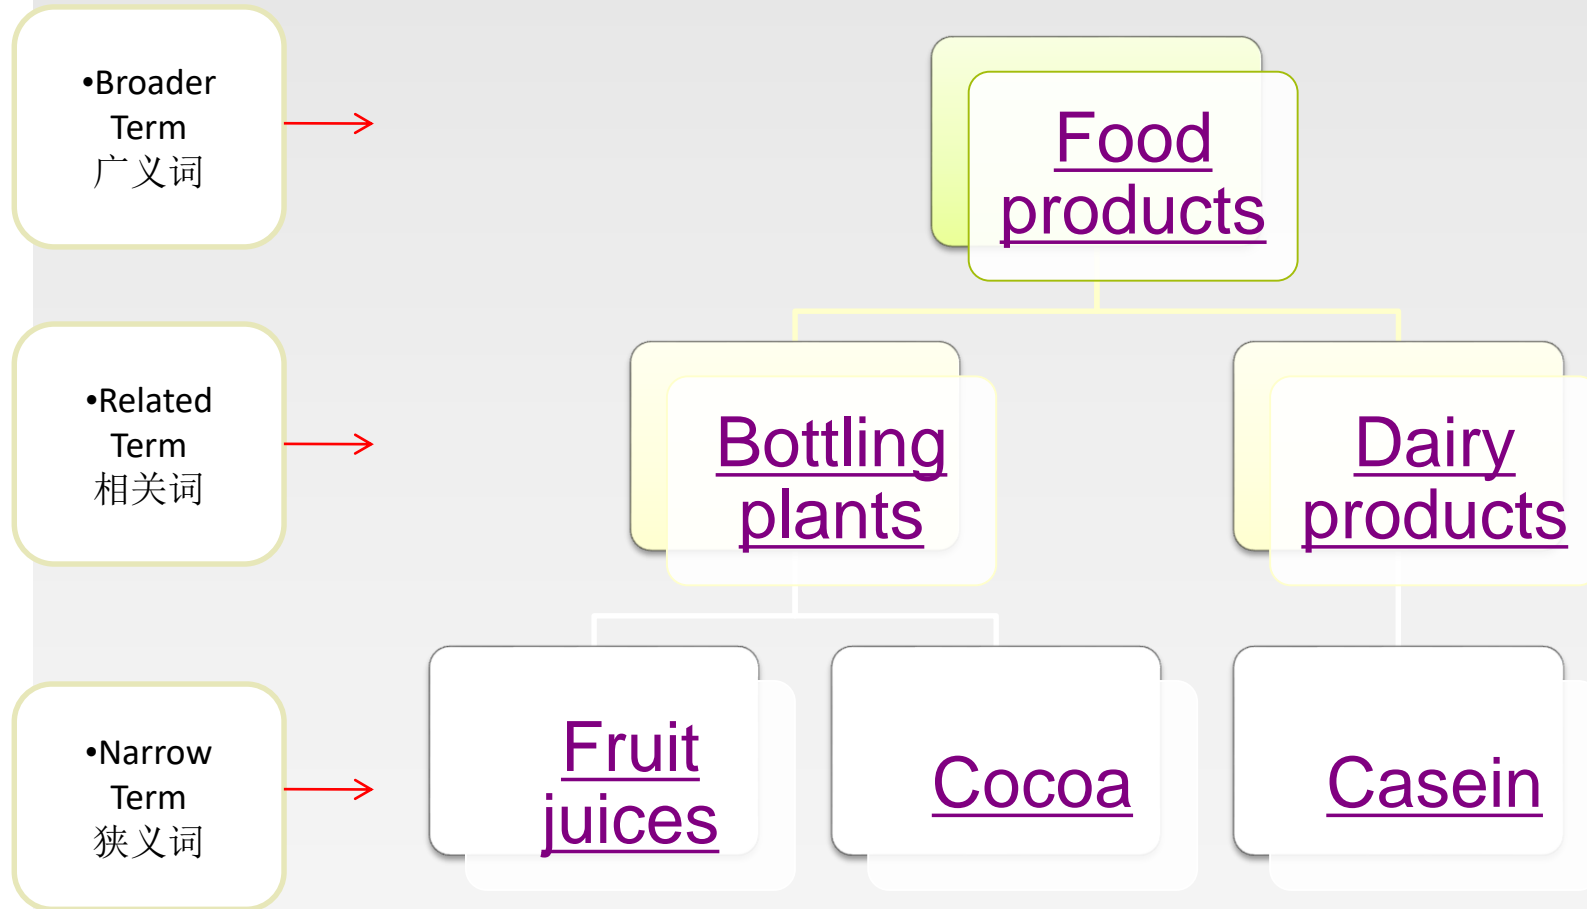 •Broader
Term
广义词
Food
products
•Related
Term
相关词
Bottling
plants
Dairy
products
•Narrow
Term
狭义词
Fruit
juices
Cocoa
Casein